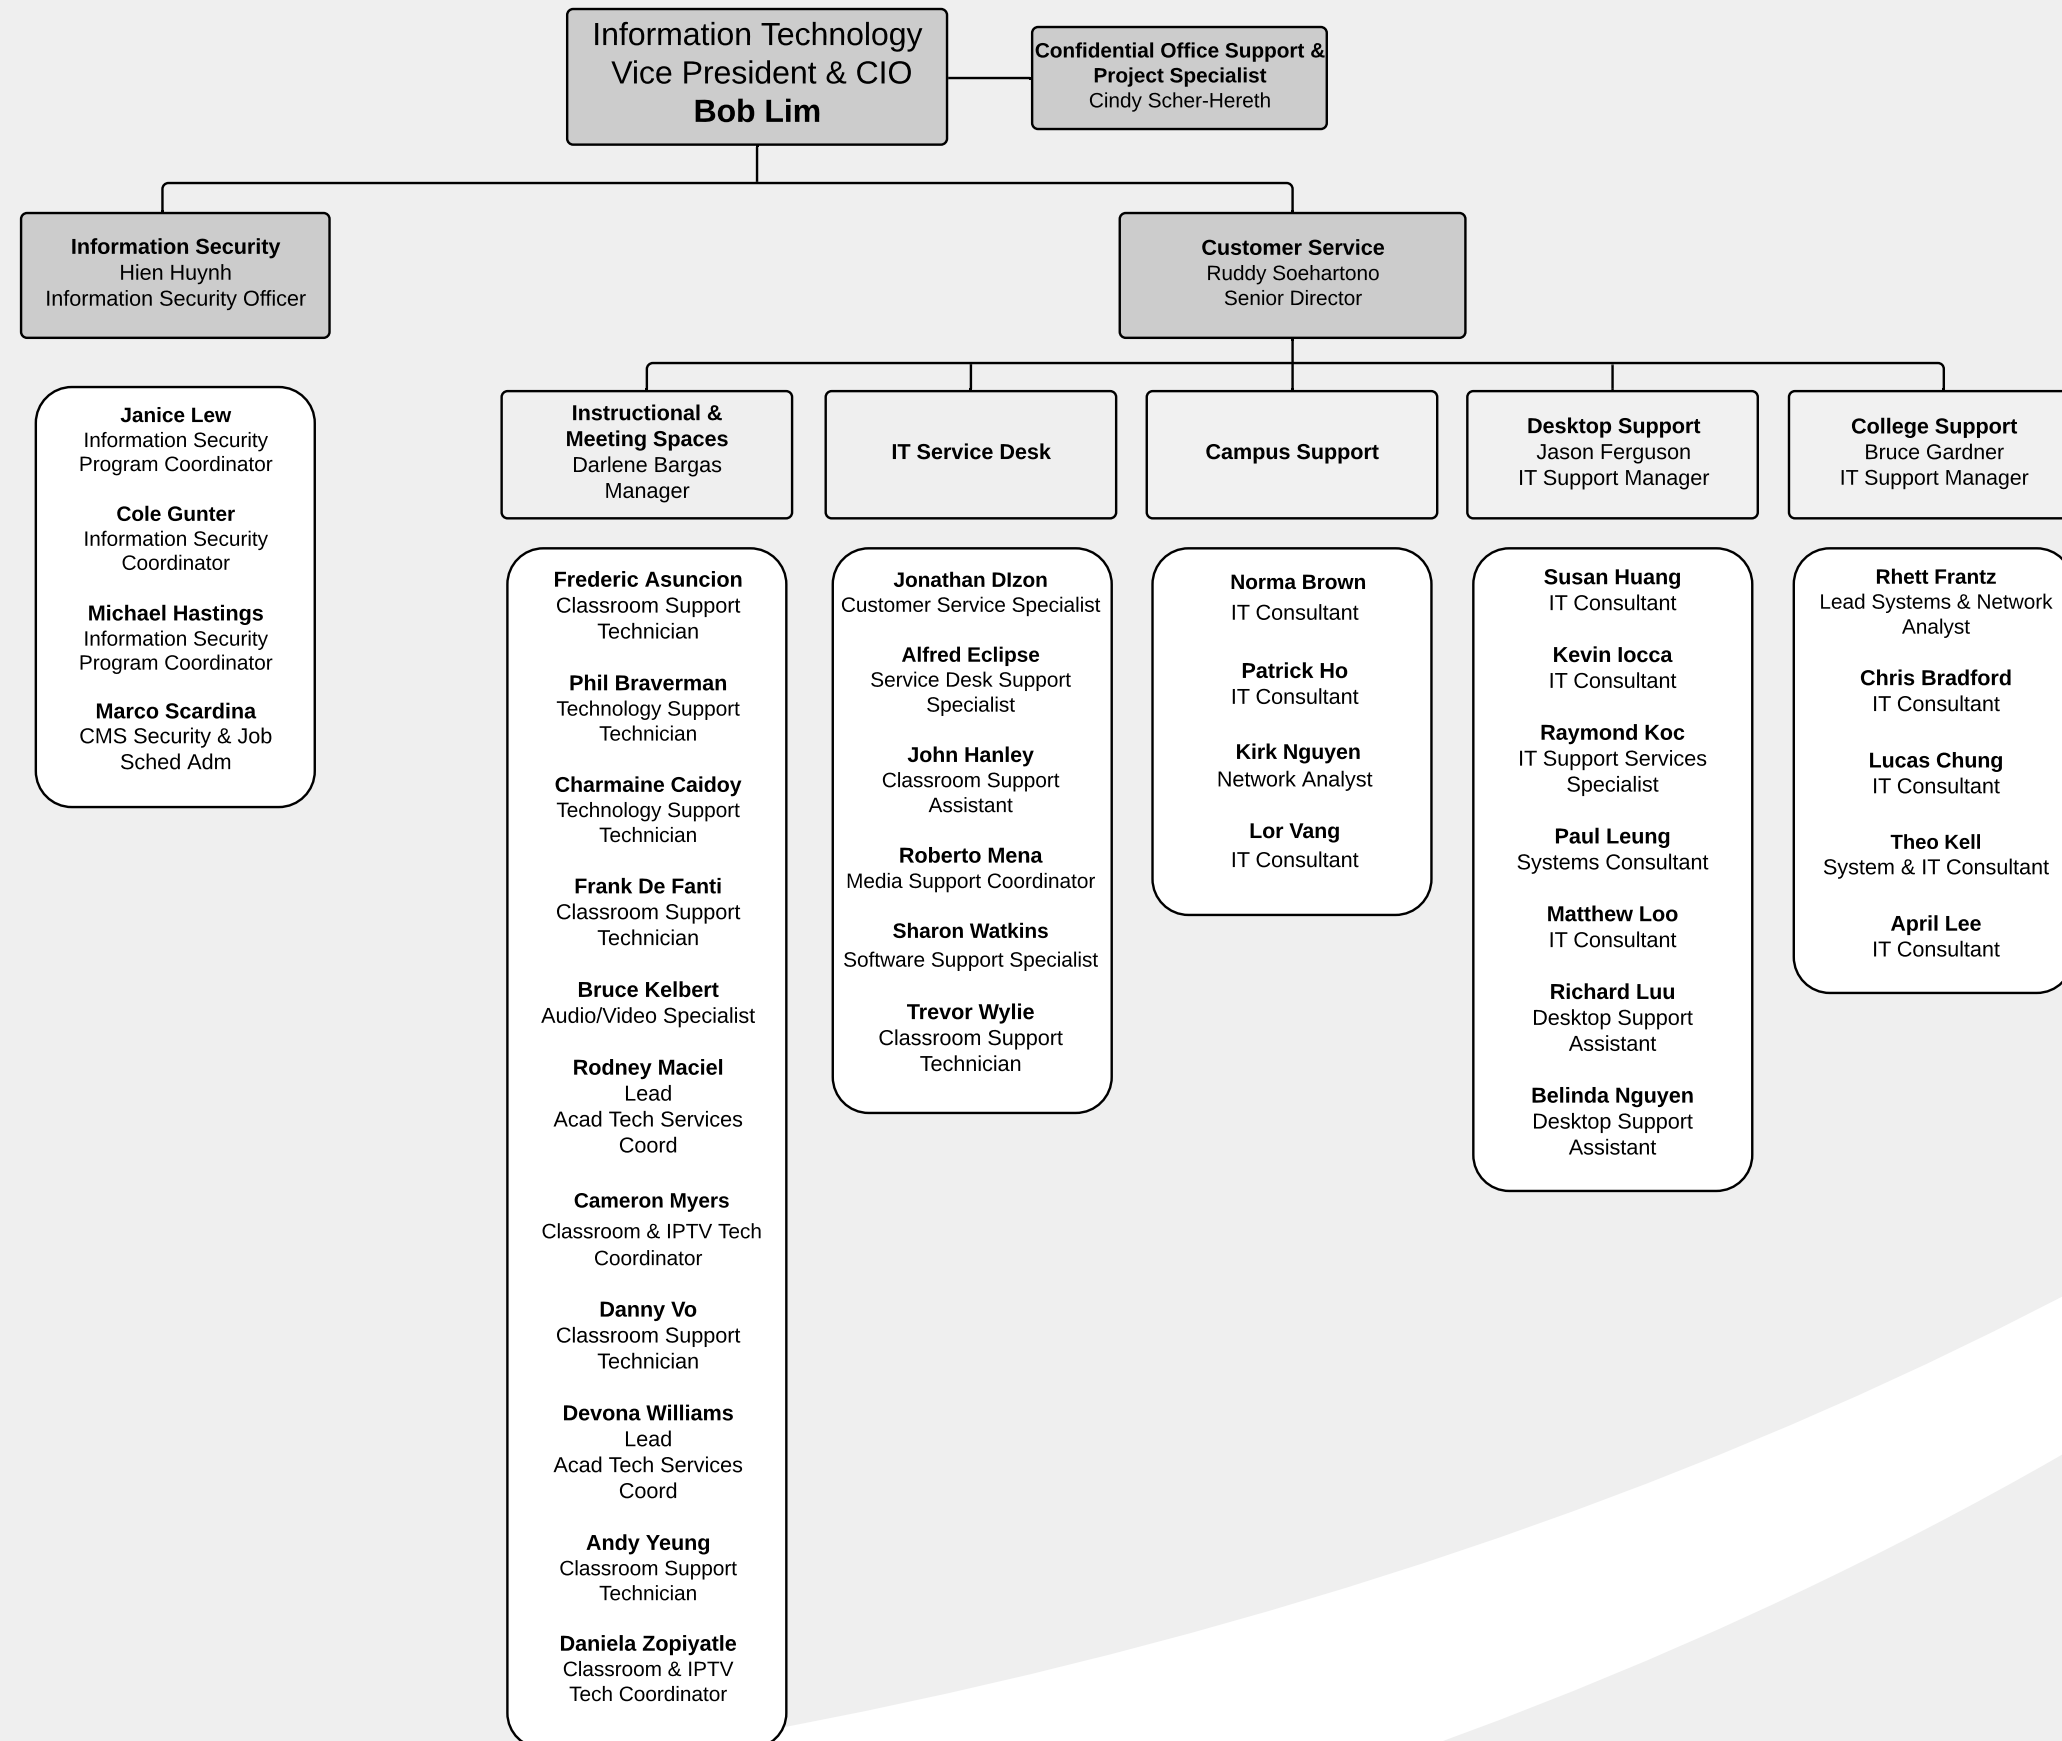 Information Technology
Vice President & CIO
Bob Lim
Confidential Office Support &
Project Specialist
Cindy Scher-Hereth
Information Security
Hien Huynh
Information Security Officer
Customer Service
Ruddy Soehartono
Senior Director
Janice Lew
Information Security
Program Coordinator
Cole Gunter
Information Security
Coordinator
Michael Hastings
Information Security
Program Coordinator
Marco Scardina
CMS Security & Job
Sched Adm
Instructional &
Meeting Spaces
Darlene Bargas
Manager
IT Service Desk
Campus Support
Desktop Support
Jason Ferguson
IT Support Manager
College Support
Bruce Gardner
IT Support Manager
Frederic Asuncion
Classroom Support
Technician
Phil Braverman
Technology Support
Technician
Charmaine Caidoy
Technology Support
Technician
Frank De Fanti
Classroom Support
Technician
Bruce Kelbert
Audio/Video Specialist
Rodney Maciel
Lead
Acad Tech Services
Coord
Cameron Myers
Classroom & IPTV Tech
Coordinator
Danny Vo
Classroom Support
Technician
Devona Williams
Lead
Acad Tech Services
Coord
Andy Yeung
Classroom Support
Technician
Daniela Zopiyatle
Classroom & IPTV
Tech Coordinator
Jonathan DIzon
Customer Service Specialist
Alfred Eclipse
Service Desk Support
Specialist
John Hanley
Classroom Support
Assistant
Roberto Mena
Media Support Coordinator
Sharon Watkins
Software Support Specialist
Trevor Wylie
Classroom Support
Technician
Norma Brown
IT Consultant
Patrick Ho
IT Consultant
Kirk Nguyen
Network Analyst
Lor Vang
IT Consultant
Susan Huang
IT Consultant
Kevin Iocca
IT Consultant
Raymond Koc
IT Support Services
Specialist
Paul Leung
Systems Consultant
Matthew Loo
IT Consultant
Richard Luu
Desktop Support
Assistant
Belinda Nguyen
Desktop Support
Assistant
Rhett Frantz
Lead Systems & Network
Analyst
Chris Bradford
IT Consultant
Lucas Chung
IT Consultant
Theo Kell
System & IT Consultant
April Lee
IT Consultant